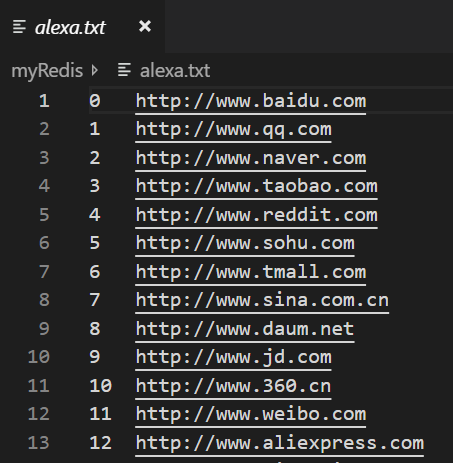 alexa.txt ×
myRedis > alexa.txt
1 0 http://www.baidu.com
2 1 http://www.qq.com
3 2 http://www.naver.com
4 3 http://www.taobao.com
5 4 http://www.reddit.com
6 5 http://www.sohu.com
7 6 http://www.tmall.com
8 7 http://www.sina.com.cn
9 8 http://www.daum.net
10 9 http://www.jd.com
11 10 http://www.360.cn
12 11 http://www.weibo.com
13 12 http://www.aliexpress.com